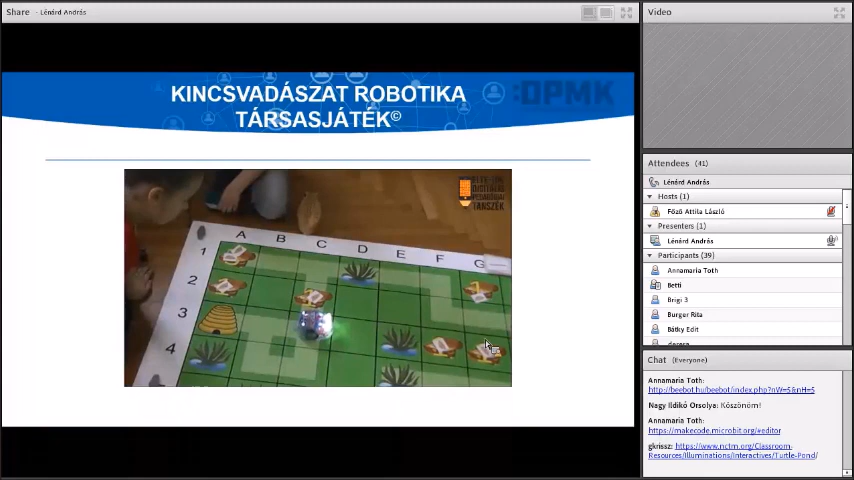 Share - Lénárd András
KINCSVADÁSZAT ROBOTIKA
TÁRSASJÁTÉK©
:OPMK
A B C D E F G
1
2
3
4
TANSZÉK
Video
Attendees (41)
Lénárd András
Hosts (1)
Főző Attila László
Presenters (1)
Lénárd András
Participants (39)
Annamaria Toth
Betti
Brigi 3
Burger Rita
Bátky Edit
Chat (Everyone)
Annamaria Toth:
http://beebot.hu/beebot/index.php?nW=5&nH=5
Nagy Ildikó Orsolya: Köszönöm!
Annamaria Toth:
https://makecode.microbit.org/#editor
gkrissz: https://www.nctm.org/Classroom-
Resources/Illuminations/Interactives/Turtle-Pond/